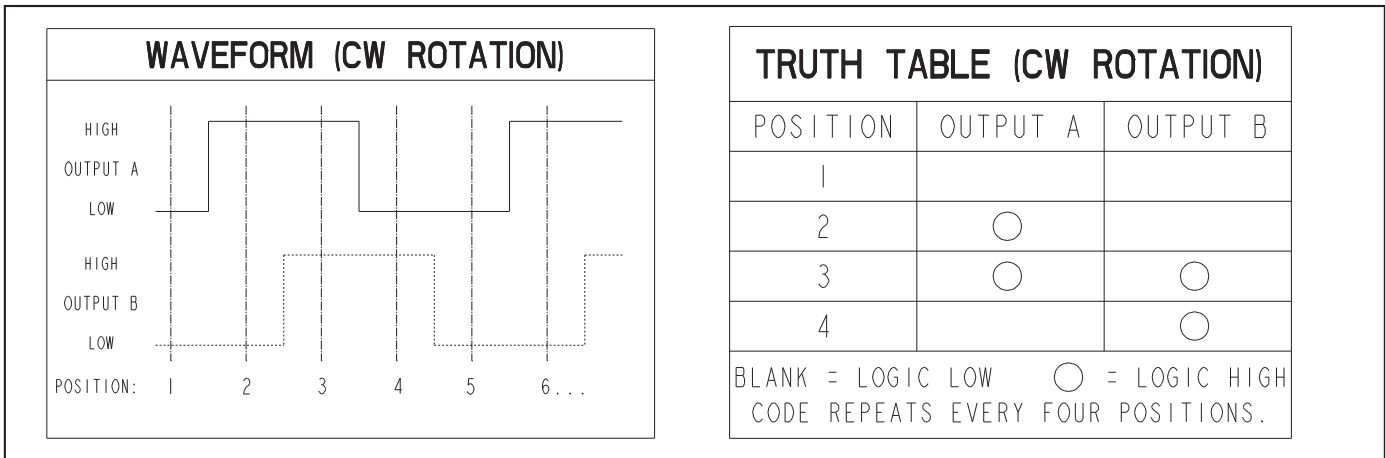 WAVEFORM (CW ROTATION)
HIGH
OUTPUT A
LOW
HIGH
OUTPUT B
LOW
POSITION: 1 2 3 4 5 6...
TRUTH TABLE (CW ROTATION)
POSITION OUTPUT A OUTPUT B
1
2
3
4
BLANK = LOGIC LOW = LOGIC HIGH
CODE REPEATS EVERY FOUR POSITIONS.